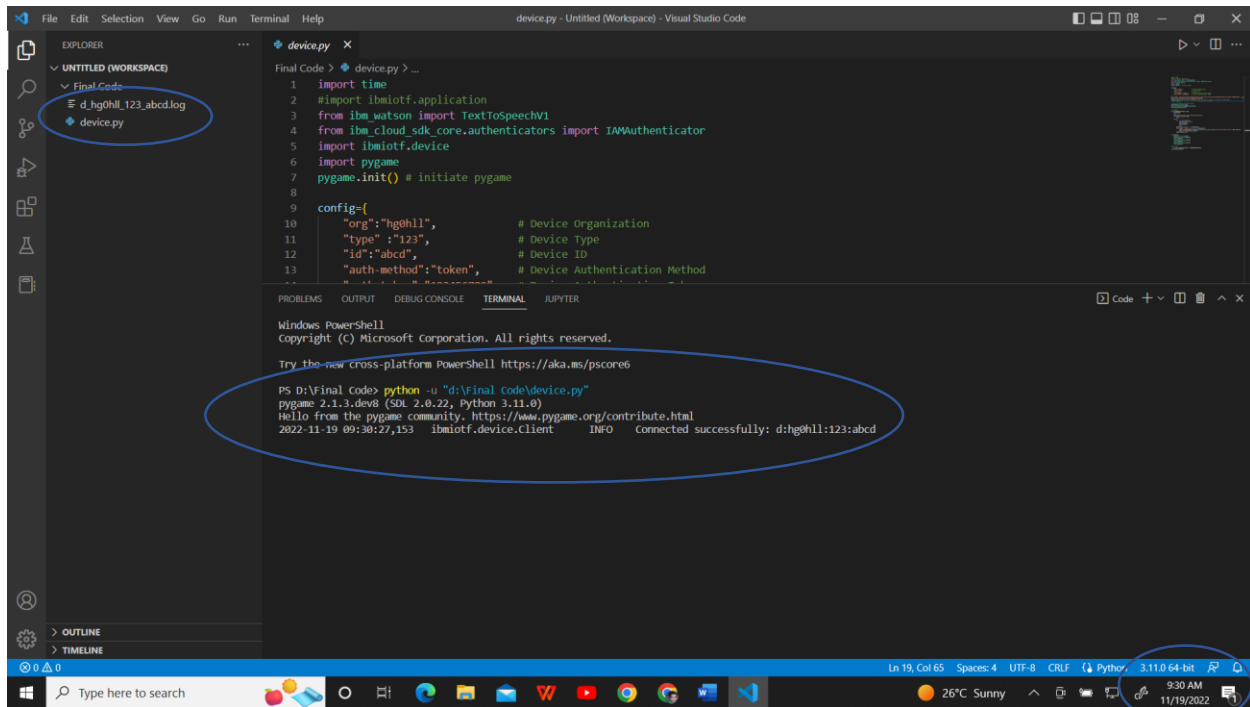 File Edit Selection View Go Run Terminal Help
device.py - Untitled (Workspace) - Visual Studio Code
EXPLORER
UNTITLED (WORKSPACE)
Final Code
d_hg0hll_123_abcd.log
device.py
OUTLINE
TIMELINE
device.py
Final Code > device.py > ...
1 import time
2 #import ibmiotf.application
3 from ibm_watson import TextToSpeechV1
4 from ibm_cloud_sdk_core.authenticators import IAMAuthenticator
5 import ibmiotf.device
6 import pygame
7 pygame.init() # initiate pygame
8
9 config={
10 "org":"hg0hll", # Device Organization
11 "type" :"123", # Device Type
12 "id":"abcd", # Device ID
13 "auth-method":"token", # Device Authentication Method
PROBLEMS OUTPUT DEBUG CONSOLE TERMINAL JUPYTER
Code
Windows PowerShell
Copyright (C) Microsoft Corporation. All rights reserved.
Try the new cross-platform PowerShell https://aka.ms/pscore6
PS D:\Final Code> python -u "d:\Final Code\device.py"
pygame 2.1.3.dev8 (SDL 2.0.22, Python 3.11.0)
Hello from the pygame community. https://www.pygame.org/contribute.html
2022-11-19 09:30:27,153 ibmiotf.device.Client INFO Connected successfully: d:hg0hll:123:abcd
0 0
Ln 19, Col 65 Spaces: 4 UTF-8 CRLF Python 3.11.0 64-bit
Type here to search
26°C Sunny
9:30 AM
11/19/2022
1